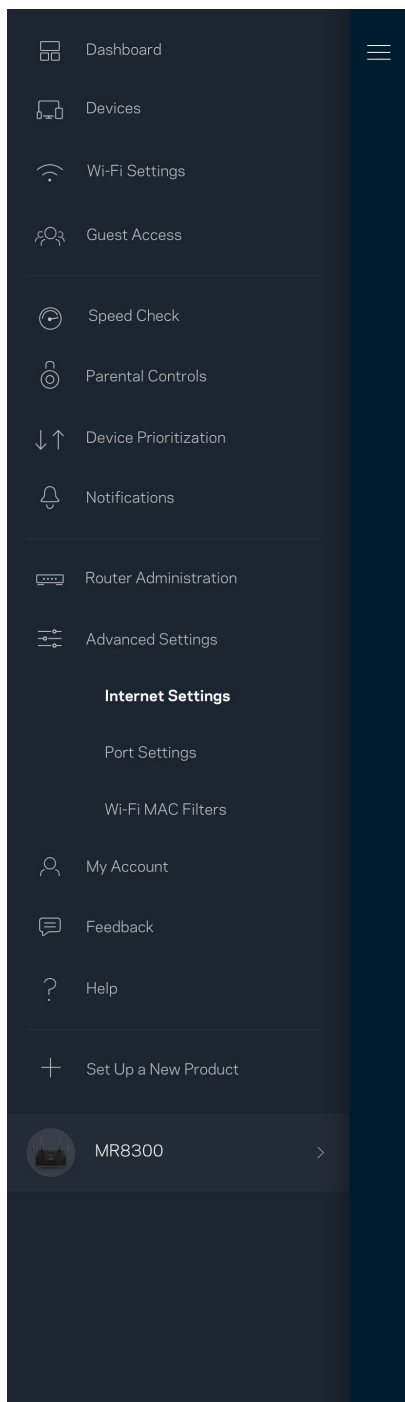 Dashboard
Devices
Wi-Fi Settings
Guest Access
Speed Check
Parental Controls
Device Prioritization
Notifications
Router Administration
Advanced Settings
Internet Settings
Port Settings
Wi-Fi MAC Filters
My Account
Feedback
Help
Set Up a New Product
MR8300